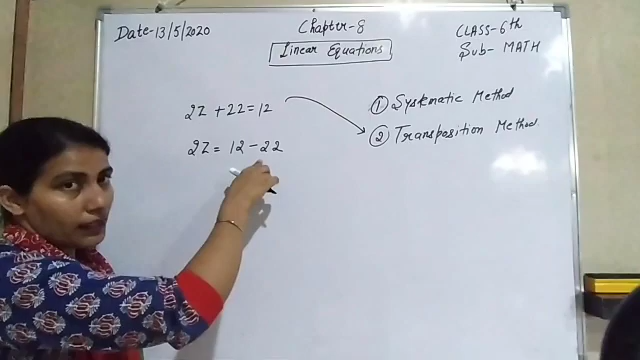 Date-13/5/2020
Chapter-8
CLASS-6th
Linear Equations
Sub- MATH
2Z + 22 = 12
① Systematic Method
② Transposition Method
2Z = 12 - 22